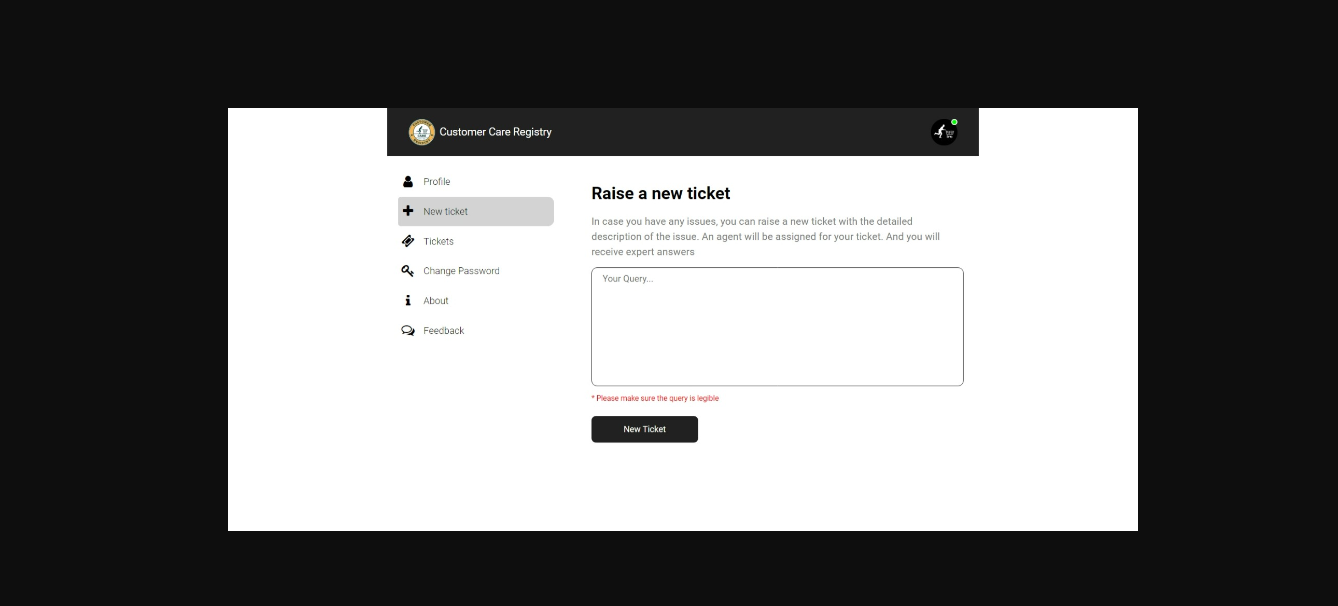 Customer Care Registry
Profile
New ticket
Tickets
Change Password
About
Feedback
Raise a new ticket
In case you have any issues, you can raise a new ticket with the detailed
description of the issue. An agent will be assigned for your ticket. And you will
receive expert answers
Your Query...
* Please make sure the query is legible
New Ticket